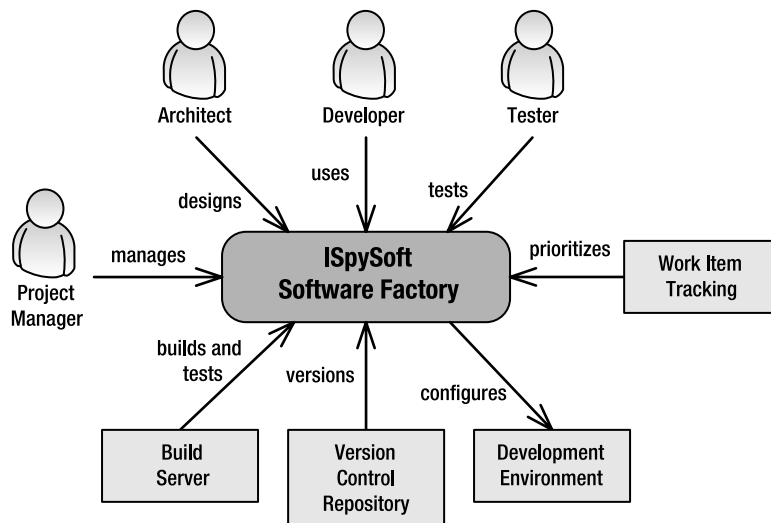 Architect
Developer
Tester
uses
tests
designs
Project
Manager
manages
ISpySoft
Software Factory
prioritizes
Work Item
Tracking
builds and
tests
versions
configures
Build
Server
Version
Control
Repository
Development
Environment